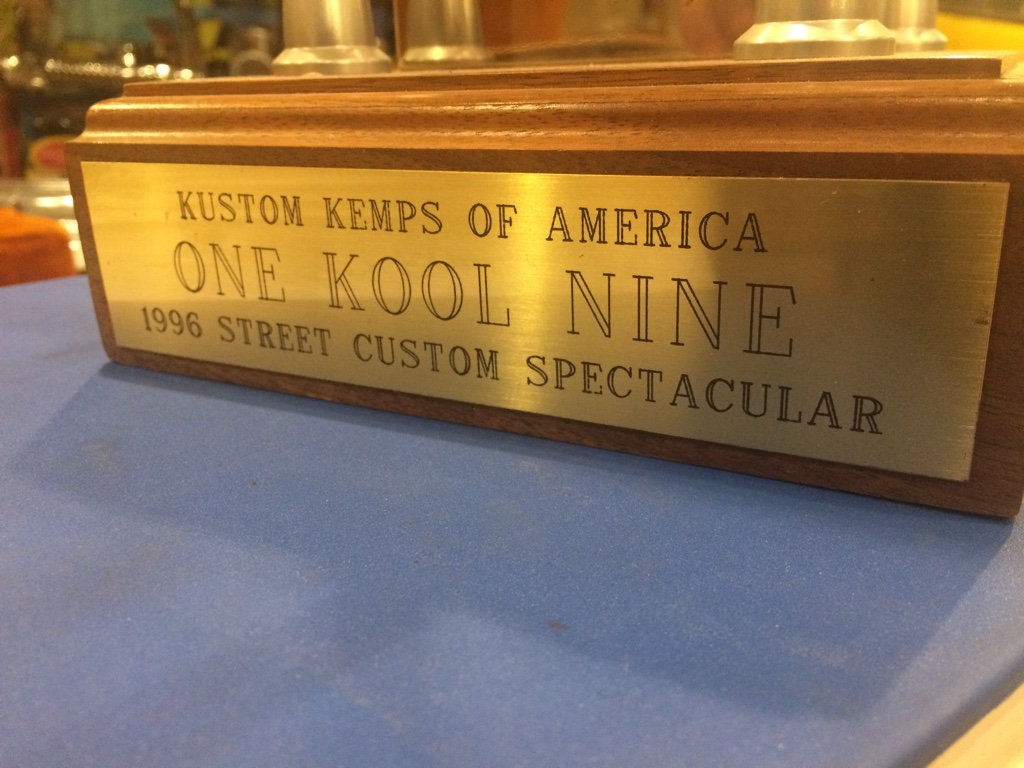 KUSTOM KEMPS OF AMERICA
ONE KOOL NINE
1996 STREET CUSTOM SPECTACULAR